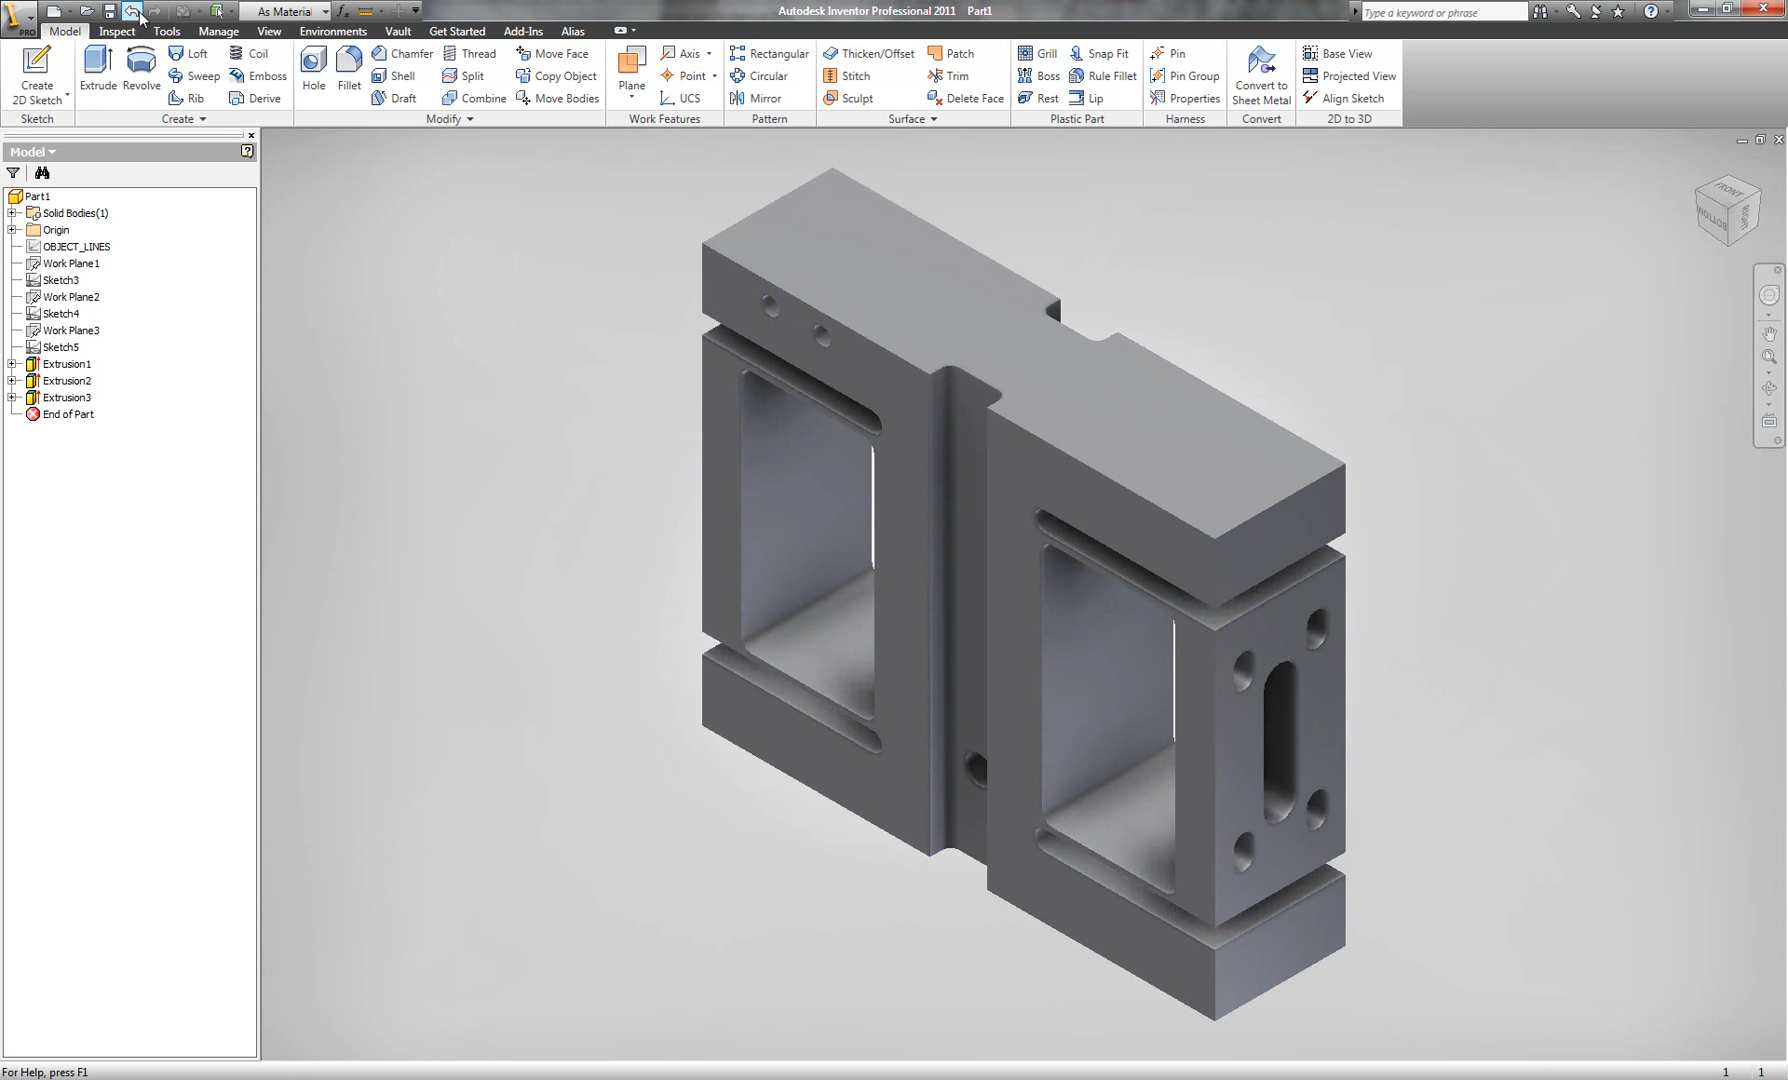 As Material
Autodesk Inventor Professional 2011 Part1
Type a keyword or phrase
PRO
Model Inspect Tools Manage View Environments Vault Get Started Add-Ins Alias
Create 2D Sketch
Extrude Revolve
Loft Coil
Sweep Emboss
Rib Derive
Hole Fillet
Chamfer Thread Move Face
Shell Split Copy Object
Draft Combine Move Bodies
Plane
Axis
Point
UCS
Rectangular
Circular
Mirror
Thicken/Offset Patch
Stitch Trim
Sculpt Delete Face
Grill Snap Fit
Boss Rule Fillet
Rest Lip
Pin
Pin Group
Properties
Convert to Sheet Metal
Base View
Projected View
Align Sketch
Sketch Create Modify Work Features Pattern Surface Plastic Part Harness Convert 2D to 3D
Model
Part1
Solid Bodies(1)
Origin
OBJECT_LINES
Work Plane1
Sketch3
Work Plane2
Sketch4
Work Plane3
Sketch5
Extrusion1
Extrusion2
Extrusion3
End of Part
FRONT
BOTTOM
RIGHT
For Help, press F1
1 1